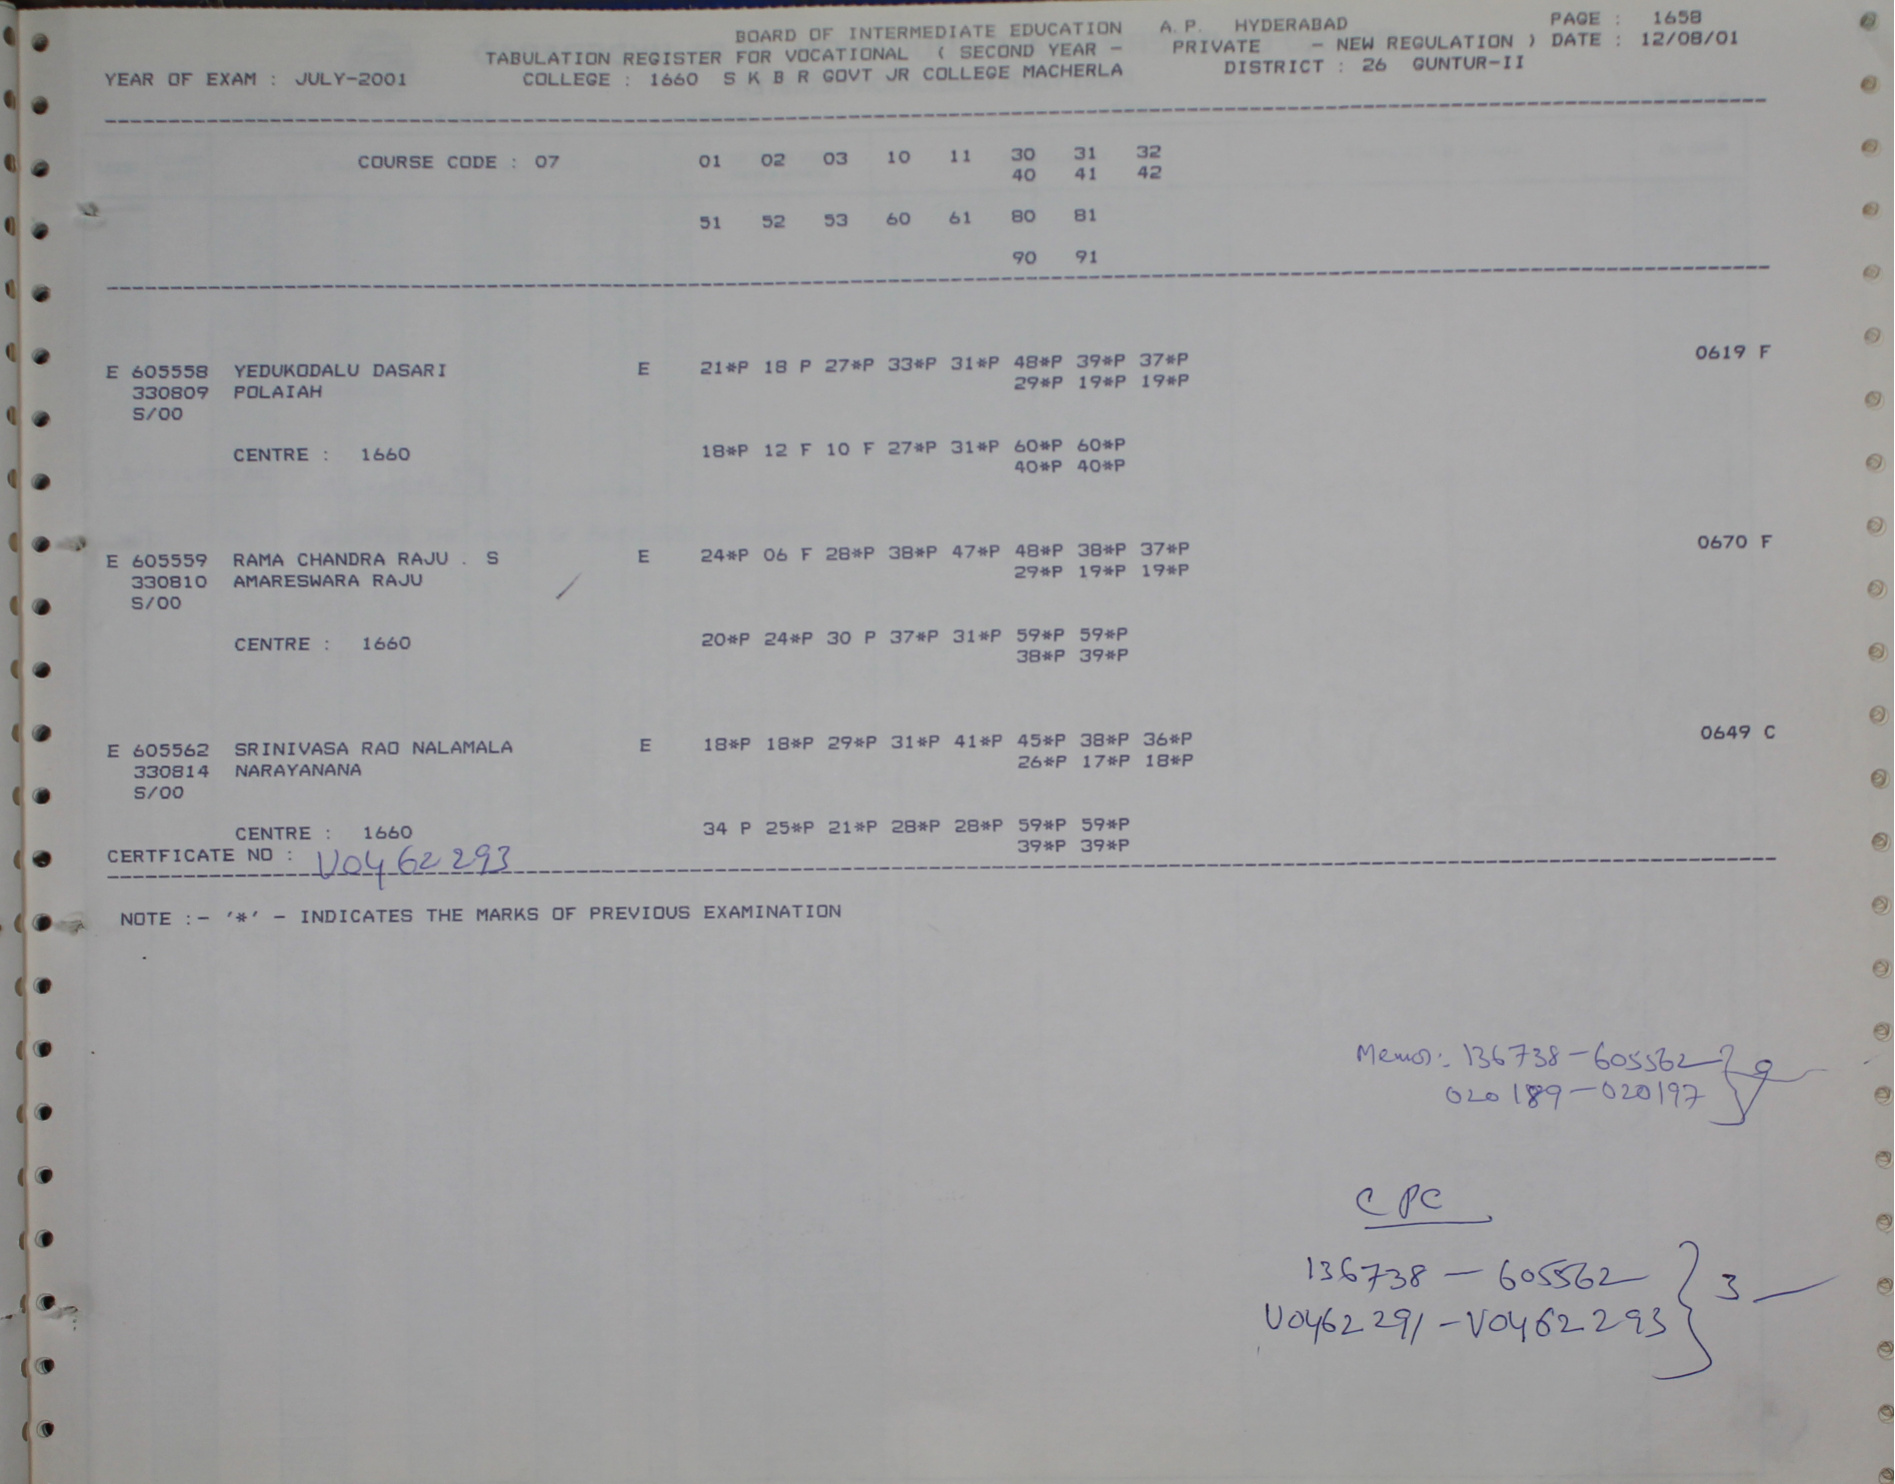 BOARD OF INTERMEDIATE EDUCATION A.P. HYDERABAD PAGE : 1658
TABULATION REGISTER FOR VOCATIONAL ( SECOND YEAR - PRIVATE - NEW REGULATION ) DATE : 12/08/01
YEAR OF EXAM : JULY-2001 COLLEGE : 1660 S K B R GOVT JR COLLEGE MACHERLA DISTRICT : 26 GUNTUR-II
COURSE CODE : 07 01 02 03 10 11 30 31 32
40 41 42
51 52 53 60 61 80 81
90 91
E 605558 YEDUKODALU DASARI E 21*P 18 P 27*P 33*P 31*P 48*P 39*P 37*P 0619 F
330809 POLAIAH 29*P 19*P 19*P
S/00
CENTRE : 1660 18*P 12 F 10 F 27*P 31*P 60*P 60*P
40*P 40*P
E 605559 RAMA CHANDRA RAJU . S E 24*P 06 F 28*P 38*P 47*P 48*P 38*P 37*P 0670 F
330810 AMARESWARA RAJU 29*P 19*P 19*P
S/00
CENTRE : 1660 20*P 24*P 30 P 37*P 31*P 59*P 59*P
38*P 39*P
E 605562 SRINIVASA RAO NALAMALA E 18*P 18*P 29*P 31*P 41*P 45*P 38*P 36*P 0649 C
330814 NARAYANANA 26*P 17*P 18*P
S/00
CENTRE : 1660 34 P 25*P 21*P 28*P 28*P 59*P 59*P
39*P 39*P
CERTFICATE NO : V0462293
NOTE :- '*' - INDICATES THE MARKS OF PREVIOUS EXAMINATION
Memos: 136738-605562 } 9
020189-020197
CPC
136738 - 605562 } 3
V0462291-V0462293